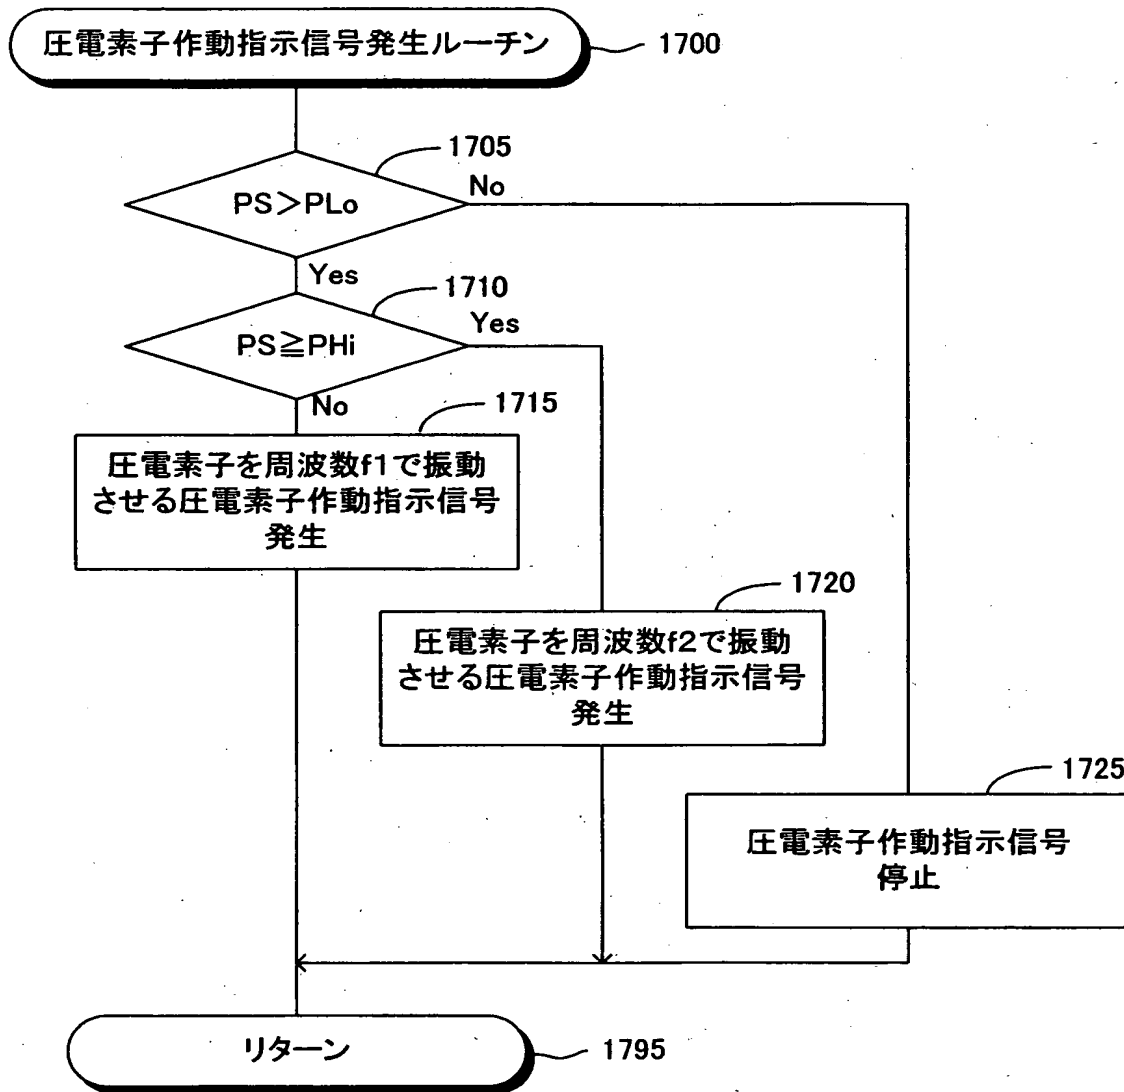 圧電素子作動指示信号発生ルーチン
1700
1705
PS>PLo
No
Yes
1710
PS≧PHi
Yes
No
1715
圧電素子を周波数f1で振動
させる圧電素子作動指示信号
発生
1720
圧電素子を周波数f2で振動
させる圧電素子作動指示信号
発生
1725
圧電素子作動指示信号
停止
リターン
1795